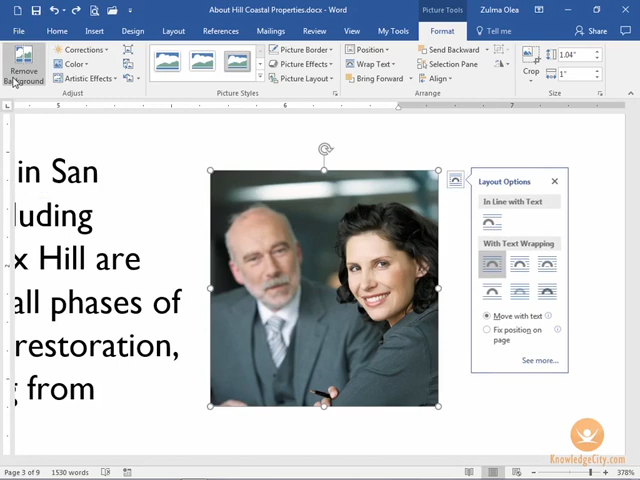 About Hill Coastal Properties.docx - Word
Picture Tools
Zulma Olea
File
Home
Insert
Design
Layout
References
Mailings
Review
View
My Tools
Format
Tell me
Share
Remove
Background
Corrections
Color
Artistic Effects
Adjust
Picture Styles
Picture Border
Picture Effects
Picture Layout
Position
Wrap Text
Bring Forward
Send Backward
Selection Pane
Align
Arrange
Crop
1.04"
1"
Size
5
6
7
in San
luding
x Hill are
all phases of
restoration,
g from
Layout Options
In Line with Text
With Text Wrapping
Move with text
Fix position on
page
See more...
KnowledgeCity.com
Page 3 of 9
1530 words
378%